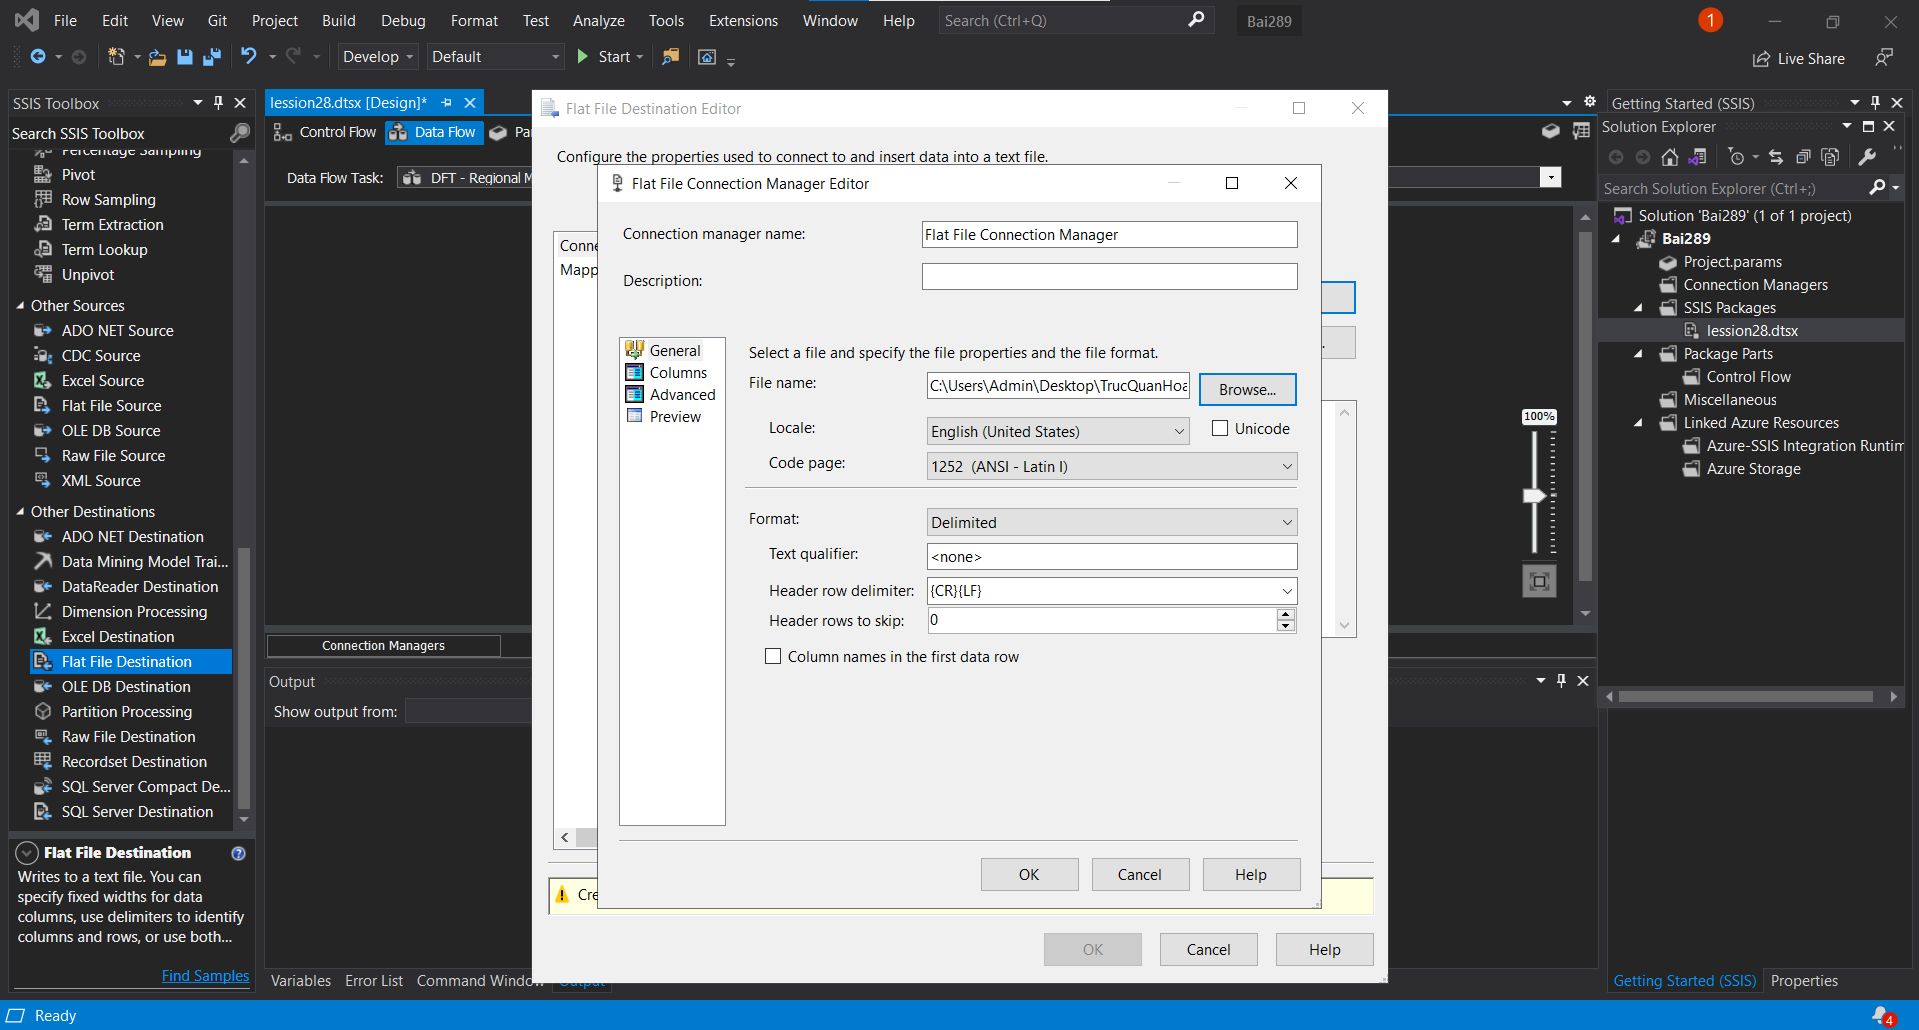 File Edit View Git Project Build Debug Format Test Analyze Tools Extensions Window Help Search (Ctrl+Q) Bai289 1
Develop Default Start Live Share
SSIS Toolbox
Search SSIS Toolbox
Percentage Sampling
Pivot
Row Sampling
Term Extraction
Term Lookup
Unpivot
Other Sources
ADO NET Source
CDC Source
Excel Source
Flat File Source
OLE DB Source
Raw File Source
XML Source
Other Destinations
ADO NET Destination
Data Mining Model Trai...
DataReader Destination
Dimension Processing
Excel Destination
Flat File Destination
OLE DB Destination
Partition Processing
Raw File Destination
Recordset Destination
SQL Server Compact De...
SQL Server Destination
Flat File Destination
Writes to a text file. You can
specify fixed widths for data
columns, use delimiters to identify
columns and rows, or use both...
Find Samples
lession28.dtsx [Design]*
Control Flow Data Flow Pa
Data Flow Task: DFT - Regional M
100%
Connection Managers
Output
Show output from:
Variables Error List Command Window Output
Flat File Destination Editor
Configure the properties used to connect to and insert data into a text file.
Conne
Mapp
Cre
OK Cancel Help
Flat File Connection Manager Editor
Connection manager name: Flat File Connection Manager
Description:
General
Columns
Advanced
Preview
Select a file and specify the file properties and the file format.
File name: C:\Users\Admin\Desktop\TrucQuanHoa Browse...
Locale: English (United States) Unicode
Code page: 1252 (ANSI - Latin I)
Format: Delimited
Text qualifier: <none>
Header row delimiter: {CR}{LF}
Header rows to skip: 0
Column names in the first data row
OK Cancel Help
Getting Started (SSIS)
Solution Explorer
Search Solution Explorer (Ctrl+;)
Solution 'Bai289' (1 of 1 project)
Bai289
Project.params
Connection Managers
SSIS Packages
lession28.dtsx
Package Parts
Control Flow
Miscellaneous
Linked Azure Resources
Azure-SSIS Integration Runtim
Azure Storage
Getting Started (SSIS) Properties
Ready 4